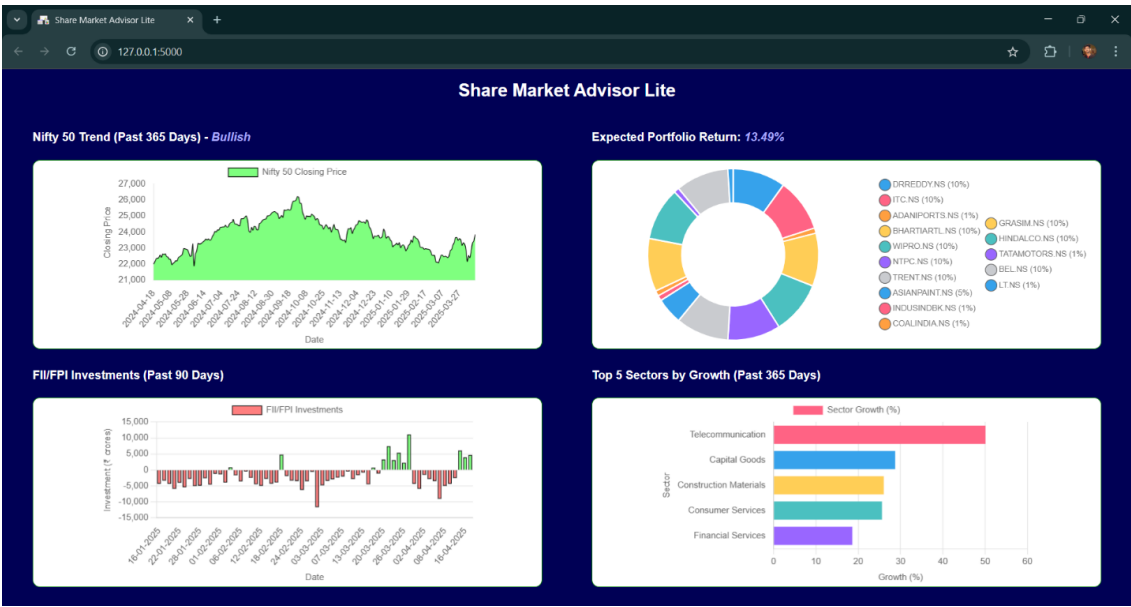 Share Market Advisor Lite
127.0.0.1:5000
Share Market Advisor Lite
Nifty 50 Trend (Past 365 Days) - Bullish
Nifty 50 Closing Price
Closing Price
27,000
26,000
25,000
24,000
23,000
22,000
21,000
2024-04-18
2024-05-08
2024-05-28
2024-06-14
2024-07-04
2024-07-24
2024-08-12
2024-08-30
2024-09-18
2024-10-08
2024-10-25
2024-11-13
2024-12-04
2024-12-23
2025-01-10
2025-01-29
2025-02-17
2025-03-07
2025-03-27
Date
Expected Portfolio Return: 13.49%
DRREDDY.NS (10%)
ITC.NS (10%)
ADANIPORTS.NS (1%)
BHARTIARTL.NS (10%)
WIPRO.NS (10%)
NTPC.NS (10%)
TRENT.NS (10%)
ASIANPAINT.NS (5%)
INDUSINDBK.NS (1%)
COALINDIA.NS (1%)
GRASIM.NS (10%)
HINDALCO.NS (10%)
TATAMOTORS.NS (1%)
BEL.NS (10%)
LT.NS (1%)
FII/FPI Investments (Past 90 Days)
FII/FPI Investments
Investment (₹ crores)
15,000
10,000
5,000
0
-5,000
-10,000
-15,000
16-01-2025
22-01-2025
28-01-2025
01-02-2025
06-02-2025
12-02-2025
18-02-2025
24-02-2025
03-03-2025
07-03-2025
13-03-2025
20-03-2025
26-03-2025
02-04-2025
08-04-2025
16-04-2025
Date
Top 5 Sectors by Growth (Past 365 Days)
Sector Growth (%)
Sector
Telecommunication
Capital Goods
Construction Materials
Consumer Services
Financial Services
0 10 20 30 40 50 60
Growth (%)